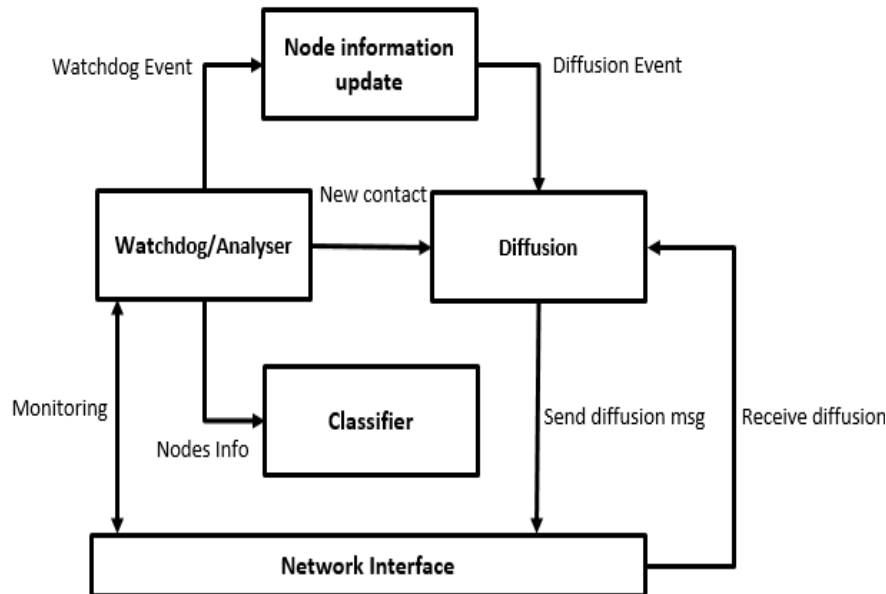 Node information
update
Watchdog Event
Diffusion Event
New contact
Watchdog/Analyser
Diffusion
Monitoring
Classifier
Send diffusion msg
Receive diffusion
Nodes Info
Network Interface